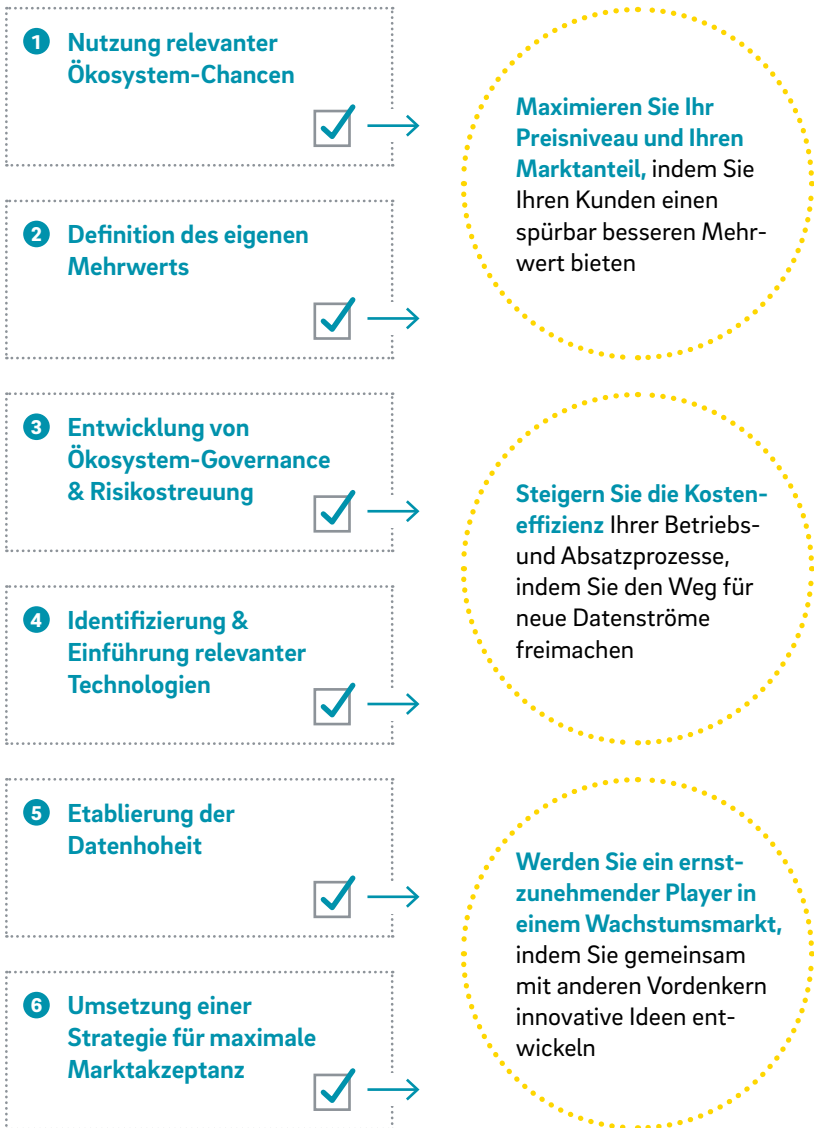 1 Nutzung relevanter
Ökosystem-Chancen
2 Definition des eigenen
Mehrwerts
Maximieren Sie Ihr
Preisniveau und Ihren
Marktanteil, indem Sie
Ihren Kunden einen
spürbar besseren Mehr-
wert bieten
3 Entwicklung von
Ökosystem-Governance
& Risikostreuung
4 Identifizierung &
Einführung relevanter
Technologien
Steigern Sie die Kosten-
effizienz Ihrer Betriebs-
und Absatzprozesse,
indem Sie den Weg für
neue Datenströme
freimachen
5 Etablierung der
Datenhoheit
6 Umsetzung einer
Strategie für maximale
Marktakzeptanz
Werden Sie ein ernst-
zunehmender Player in
einem Wachstumsmarkt,
indem Sie gemeinsam
mit anderen Vordenkern
innovative Ideen ent-
wickeln